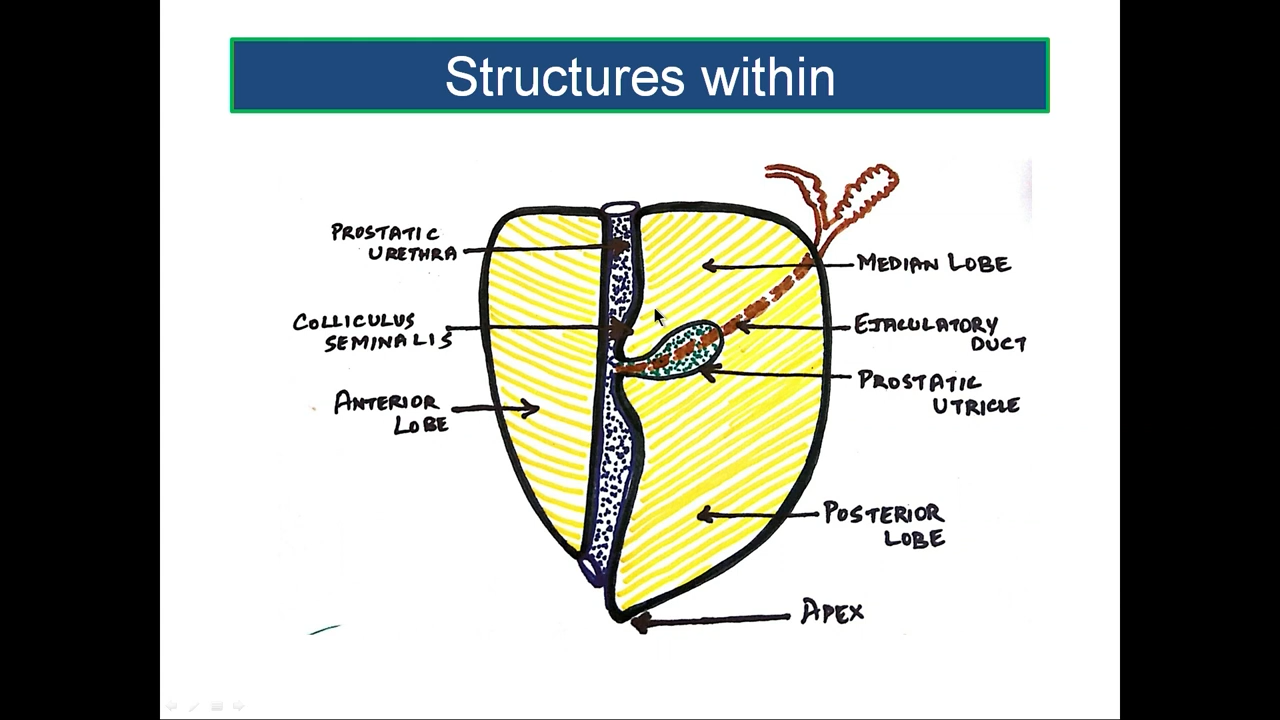 Structures within
PROSTATIC
URETHRA
COLLICULUS
SEMINALIS
ANTERIOR
LOBE
MEDIAN LOBE
EJACULATORY
DUCT
PROSTATIC
UTRICLE
POSTERIOR
LOBE
APEX